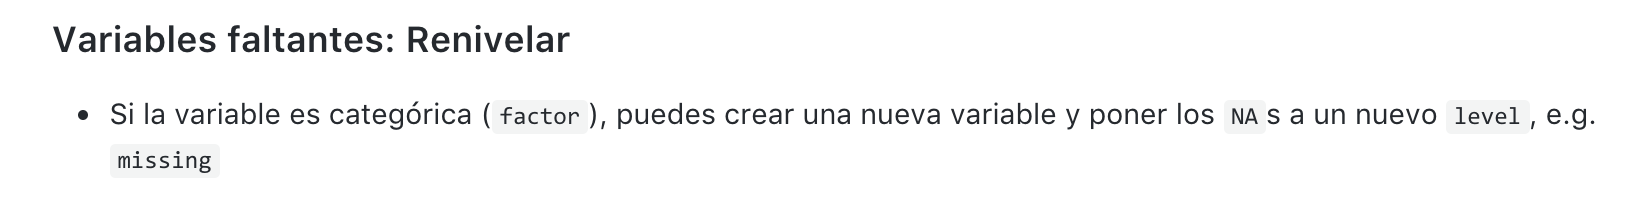 Variables faltantes: Renivelar
• Si la variable es categórica (factor), puedes crear una nueva variable y poner los NAs a un nuevo level, e.g.
missing